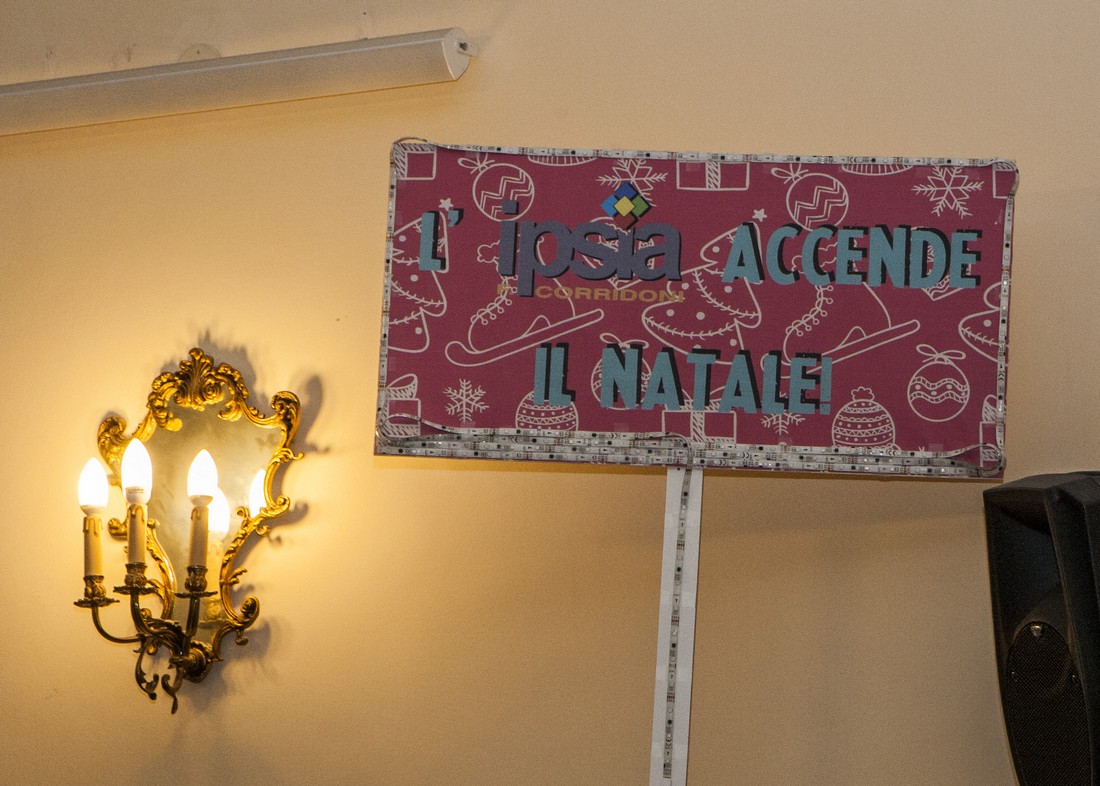 L' ipsia ACCENDE
F. CORRIDONI
IL NATALE!